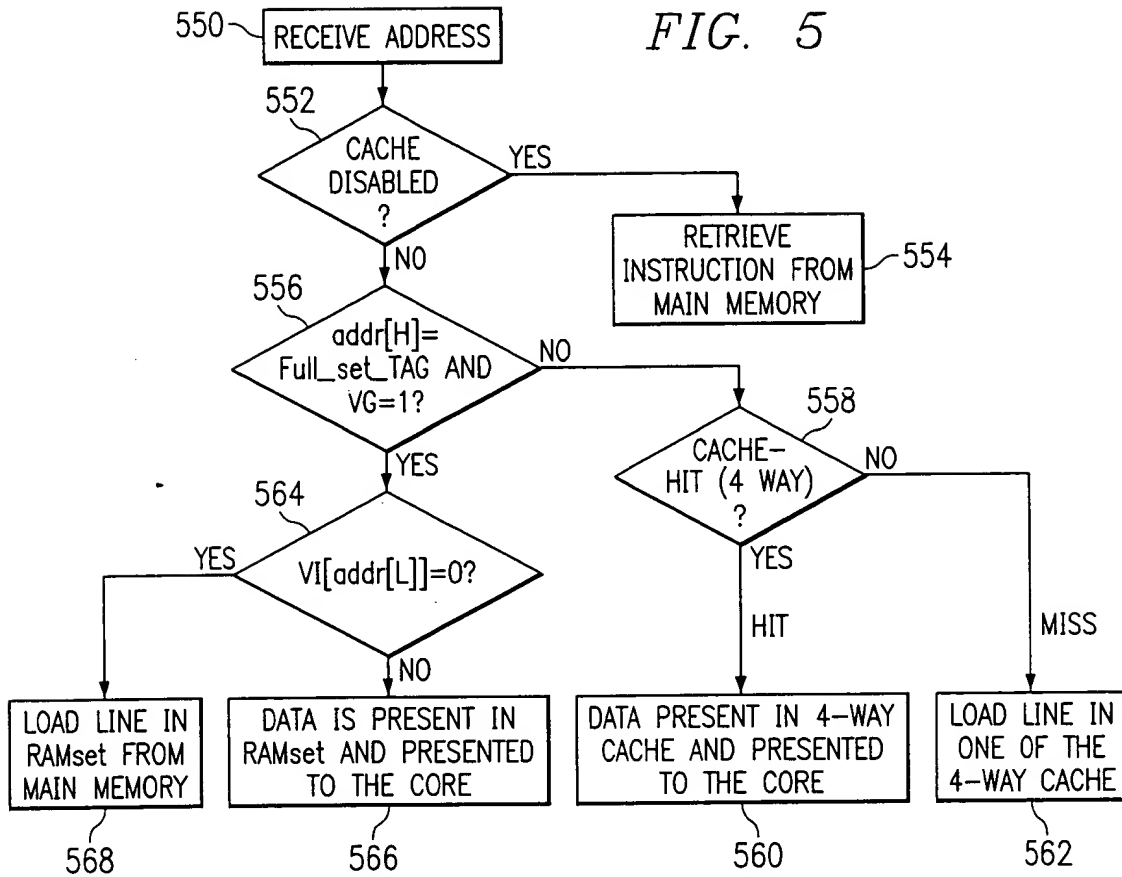 FIG. 5
550
RECEIVE ADDRESS
552
CACHE
DISABLED
?
YES
NO
RETRIEVE
INSTRUCTION FROM
MAIN MEMORY
554
556
addr[H]=
Full_set_TAG AND
VG=1?
NO
YES
558
CACHE-
HIT (4 WAY)
?
NO
YES
HIT
MISS
564
VI[addr[L]]=0?
YES
NO
LOAD LINE IN
RAMset FROM
MAIN MEMORY
568
DATA IS PRESENT IN
RAMset AND PRESENTED
TO THE CORE
566
DATA PRESENT IN 4-WAY
CACHE AND PRESENTED
TO THE CORE
560
LOAD LINE IN
ONE OF THE
4-WAY CACHE
562